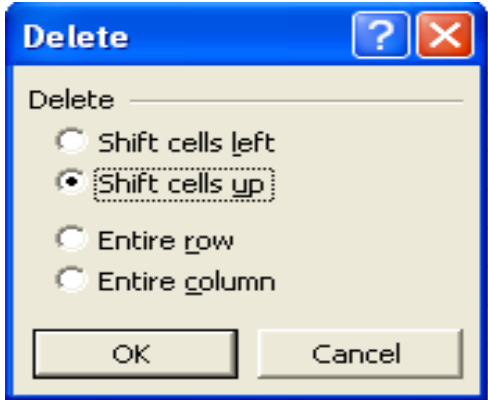 Delete
?
Delete
Shift cells left
Shift cells up
Entire row
Entire column
OK Cancel